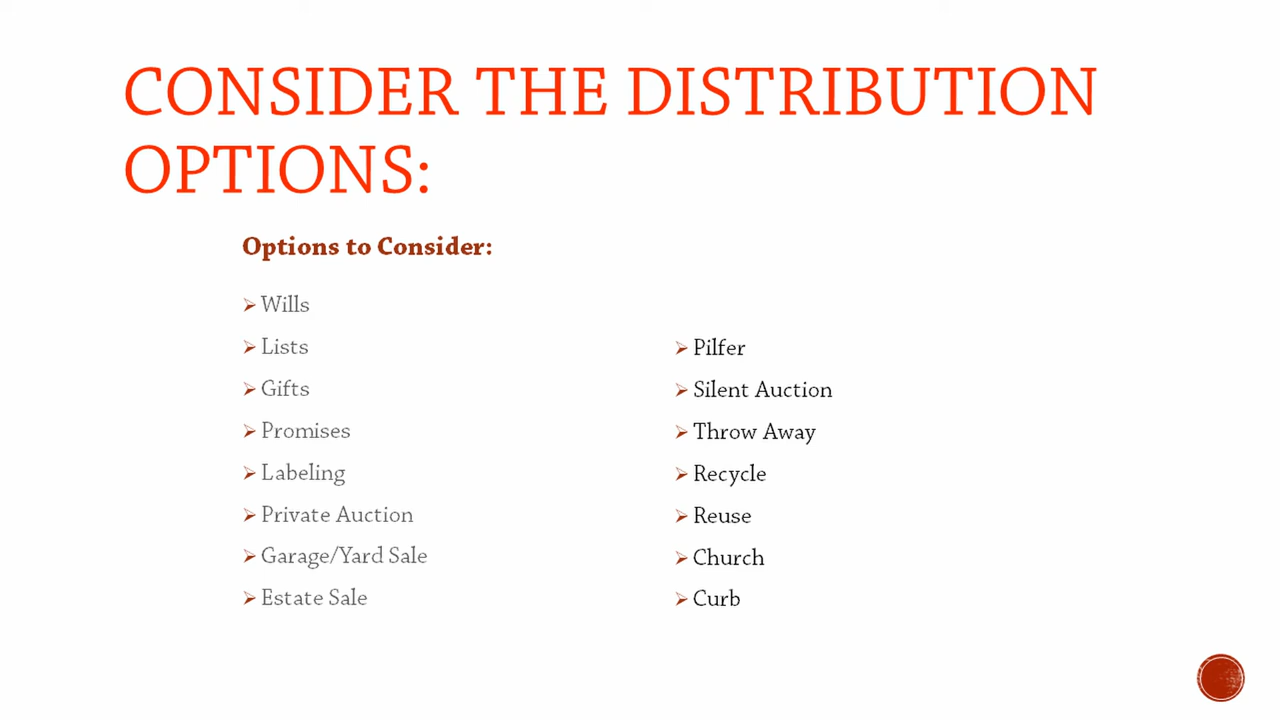 CONSIDER THE DISTRIBUTION
OPTIONS:
Options to Consider:
Wills
Lists
Gifts
Promises
Labeling
Private Auction
Garage/Yard Sale
Estate Sale
Pilfer
Silent Auction
Throw Away
Recycle
Reuse
Church
Curb